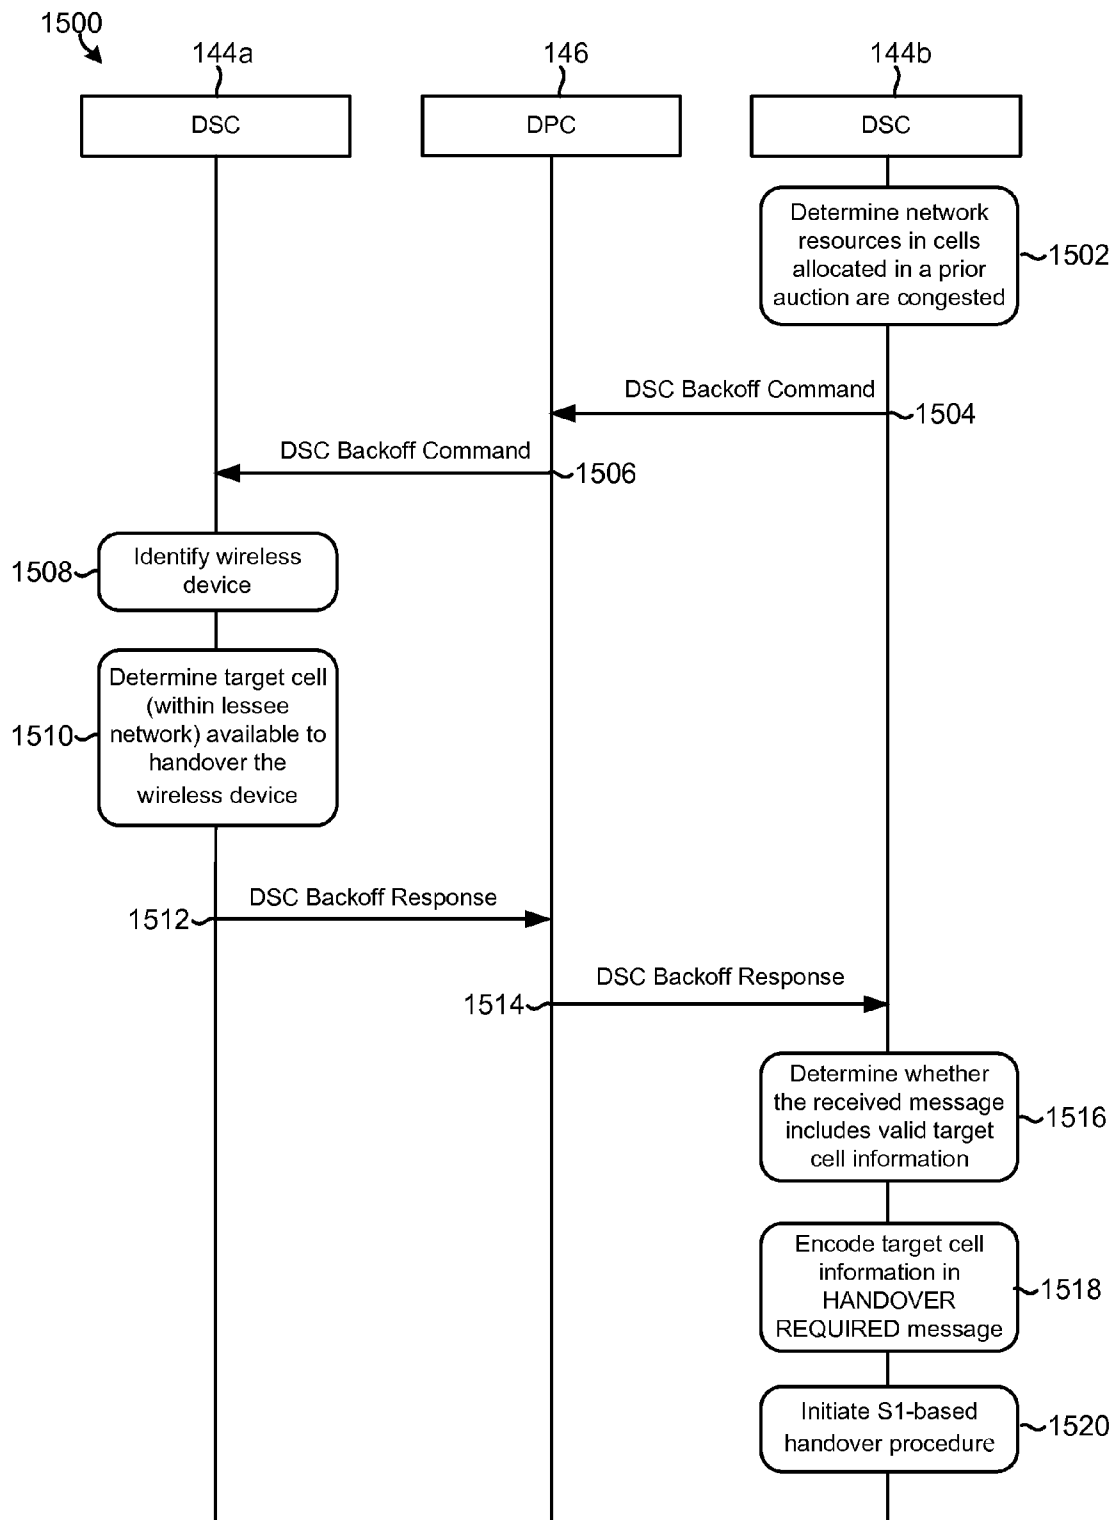 1500
144a
146
144b
DSC
DPC
DSC
Determine network
resources in cells
allocated in a prior
auction are congested
1502
DSC Backoff Command
1504
DSC Backoff Command
1506
Identify wireless
device
1508
Determine target cell
(within lessee
network) available to
handover the
wireless device
1510
DSC Backoff Response
1512
DSC Backoff Response
1514
Determine whether
the received message
includes valid target
cell information
1516
Encode target cell
information in
HANDOVER
REQUIRED message
1518
Initiate S1-based
handover procedure
1520